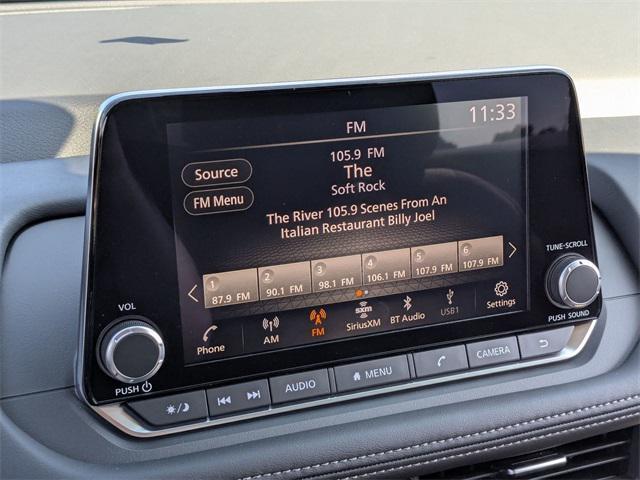 11:33
FM
105.9 FM
The
Soft Rock
Source
FM Menu
The River 105.9 Scenes From An
Italian Restaurant Billy Joel
1 2 3 4 5 6
87.9 FM 90.1 FM 98.1 FM 106.1 FM 107.9 FM 107.9 FM
Phone AM FM SiriusXM BT Audio USB1 Settings
sxm
VOL
PUSH
TUNE-SCROLL
PUSH SOUND
AUDIO MENU CAMERA